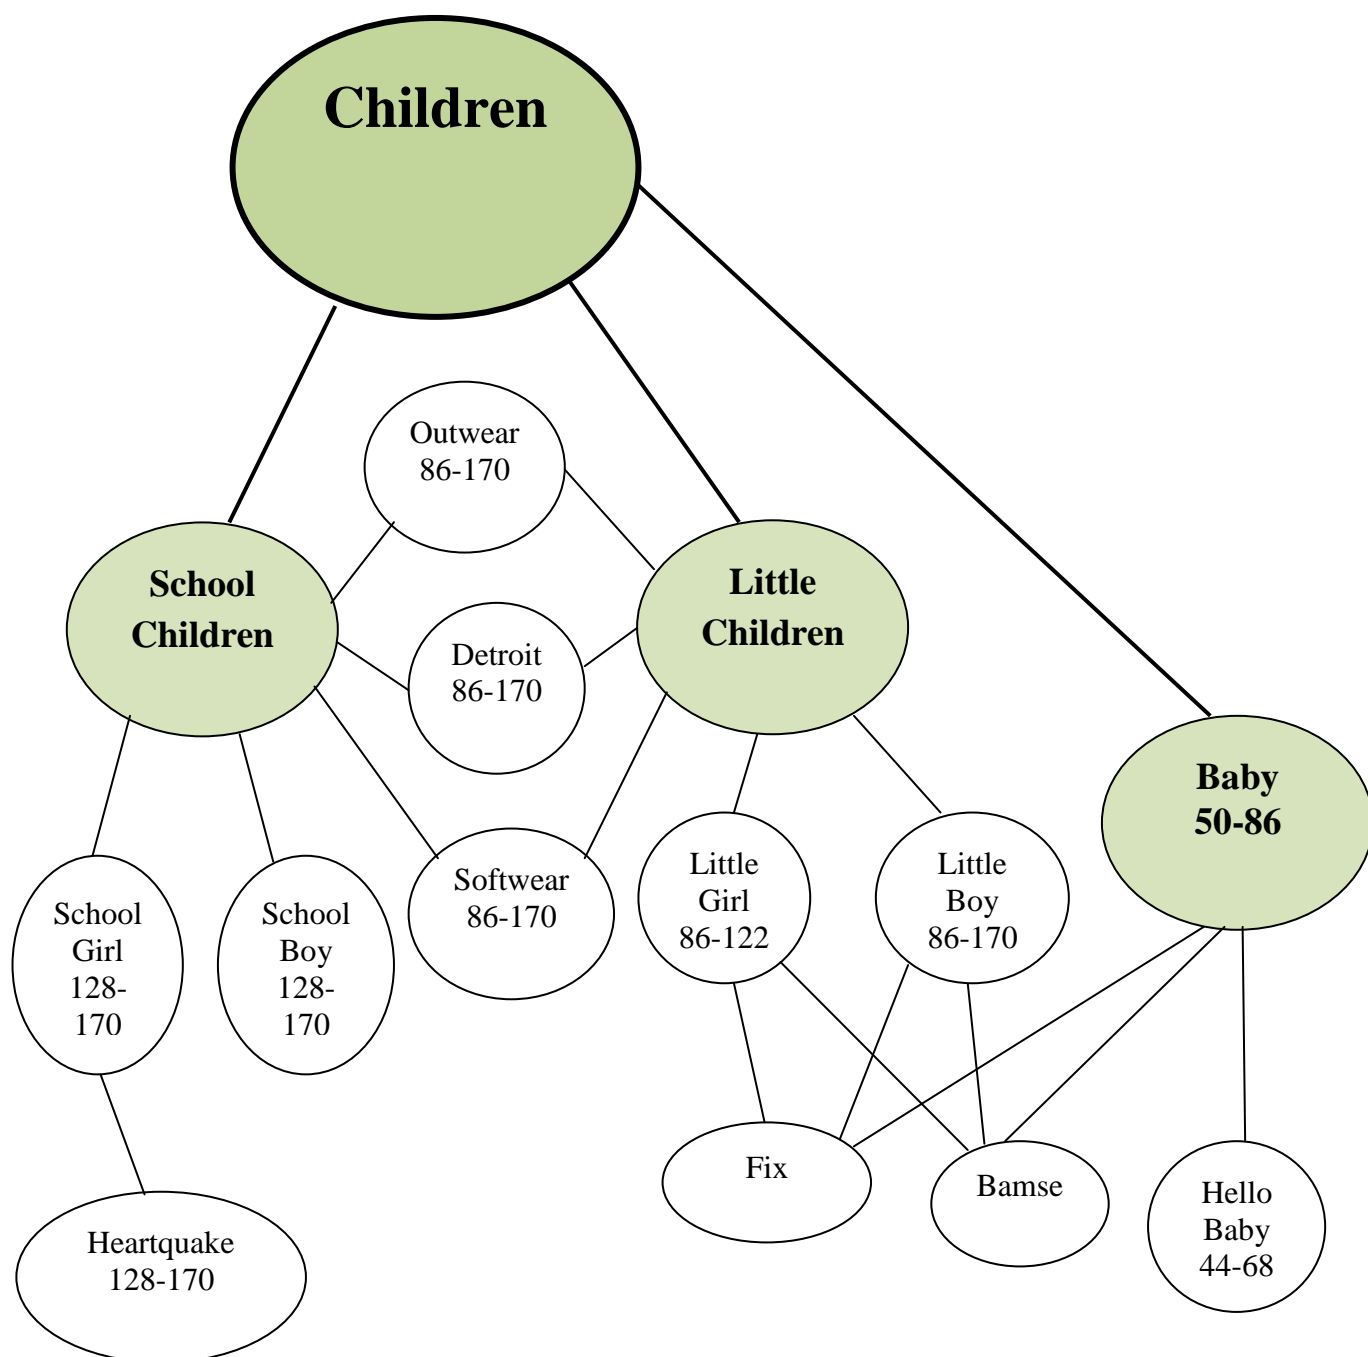 Children
Outwear
86-170
School
Children
Little
Children
Detroit
86-170
Baby
50-86
Softwear
86-170
Little
Girl
86-122
Little
Boy
86-170
School
Girl
128-
170
School
Boy
128-
170
Fix
Bamse
Hello
Baby
44-68
Heartquake
128-170